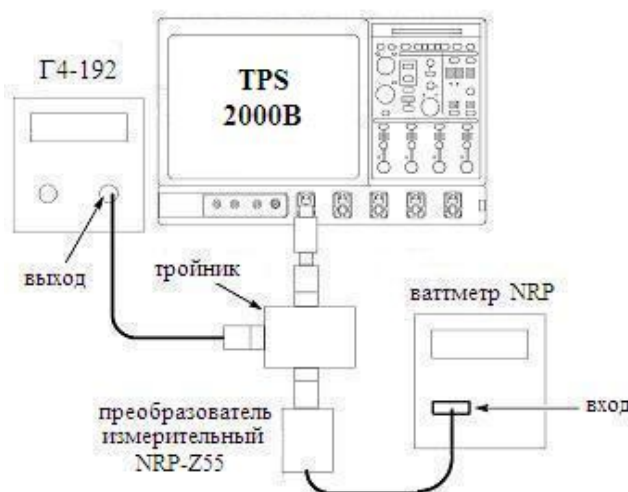 Г4-192
TPS
2000B
выход
тройник
ваттметр NRP
вход
преобразователь
измерительный
NRP-Z55